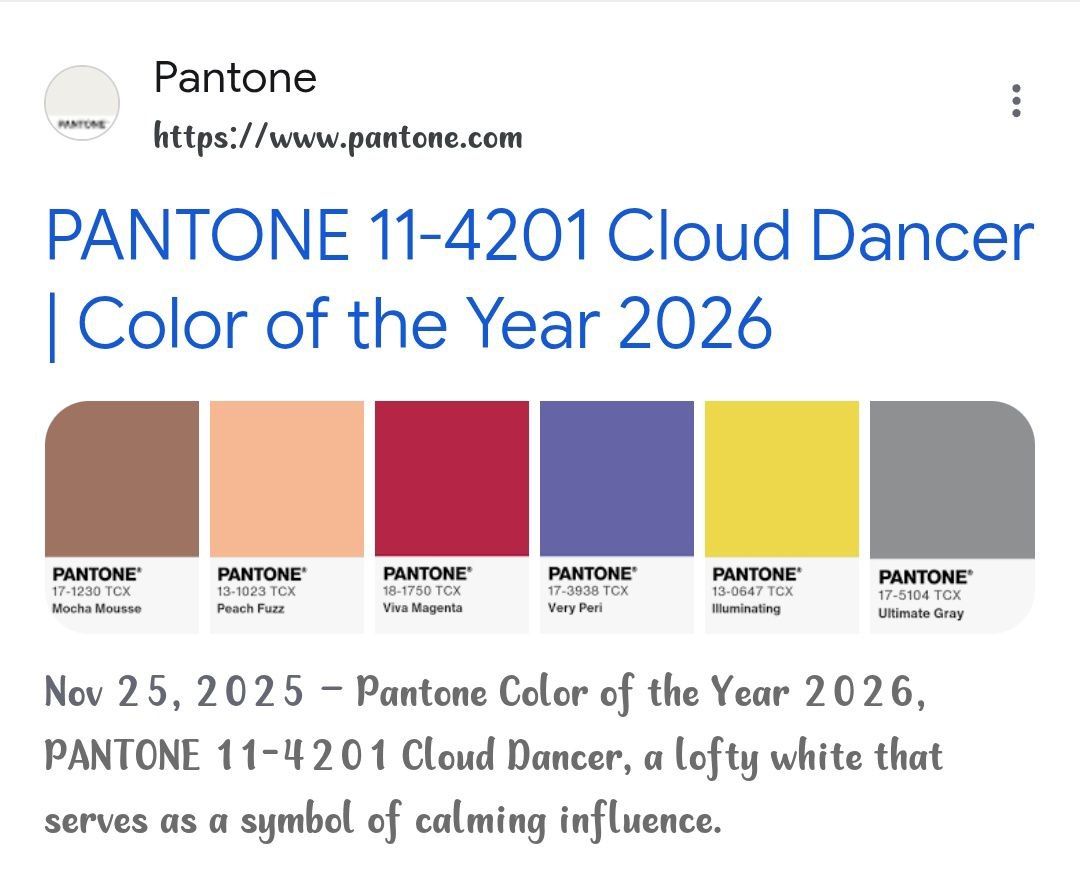 Pantone
PANTONE
https://www.pantone.com
PANTONE 11-4201 Cloud Dancer
| Color of the Year 2026
PANTONE®
17-1230 TCX
Mocha Mousse
PANTONE®
13-1023 TCX
Peach Fuzz
PANTONE®
18-1750 TCX
Viva Magenta
PANTONE®
17-3938 TCX
Very Peri
PANTONE®
13-0647 TCX
Illuminating
PANTONE®
17-5104 TCX
Ultimate Gray
Nov 25, 2025 — Pantone Color of the Year 2026,
PANTONE 11-4201 Cloud Dancer, a lofty white that
serves as a symbol of calming influence.